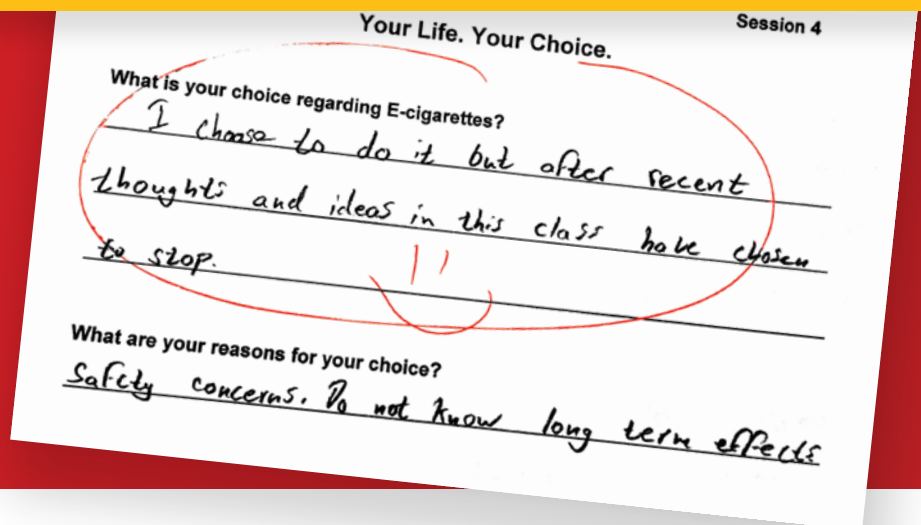 Your Life. Your Choice.
Session 4
What is your choice regarding E-cigarettes?
I choose to do it but after recent
thoughts and ideas in this class have chosen
to stop.
What are your reasons for your choice?
Safety concerns. Do not know long term effects